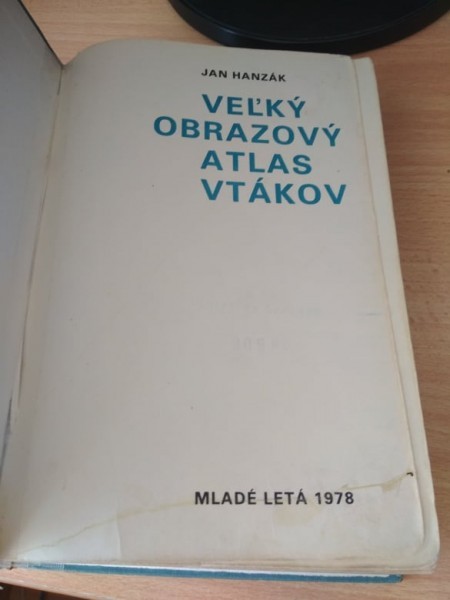 JAN HANZÁK
VEĽKÝ
OBRAZOVÝ
ATLAS
VTÁKOV
MLADÉ LETÁ 1978